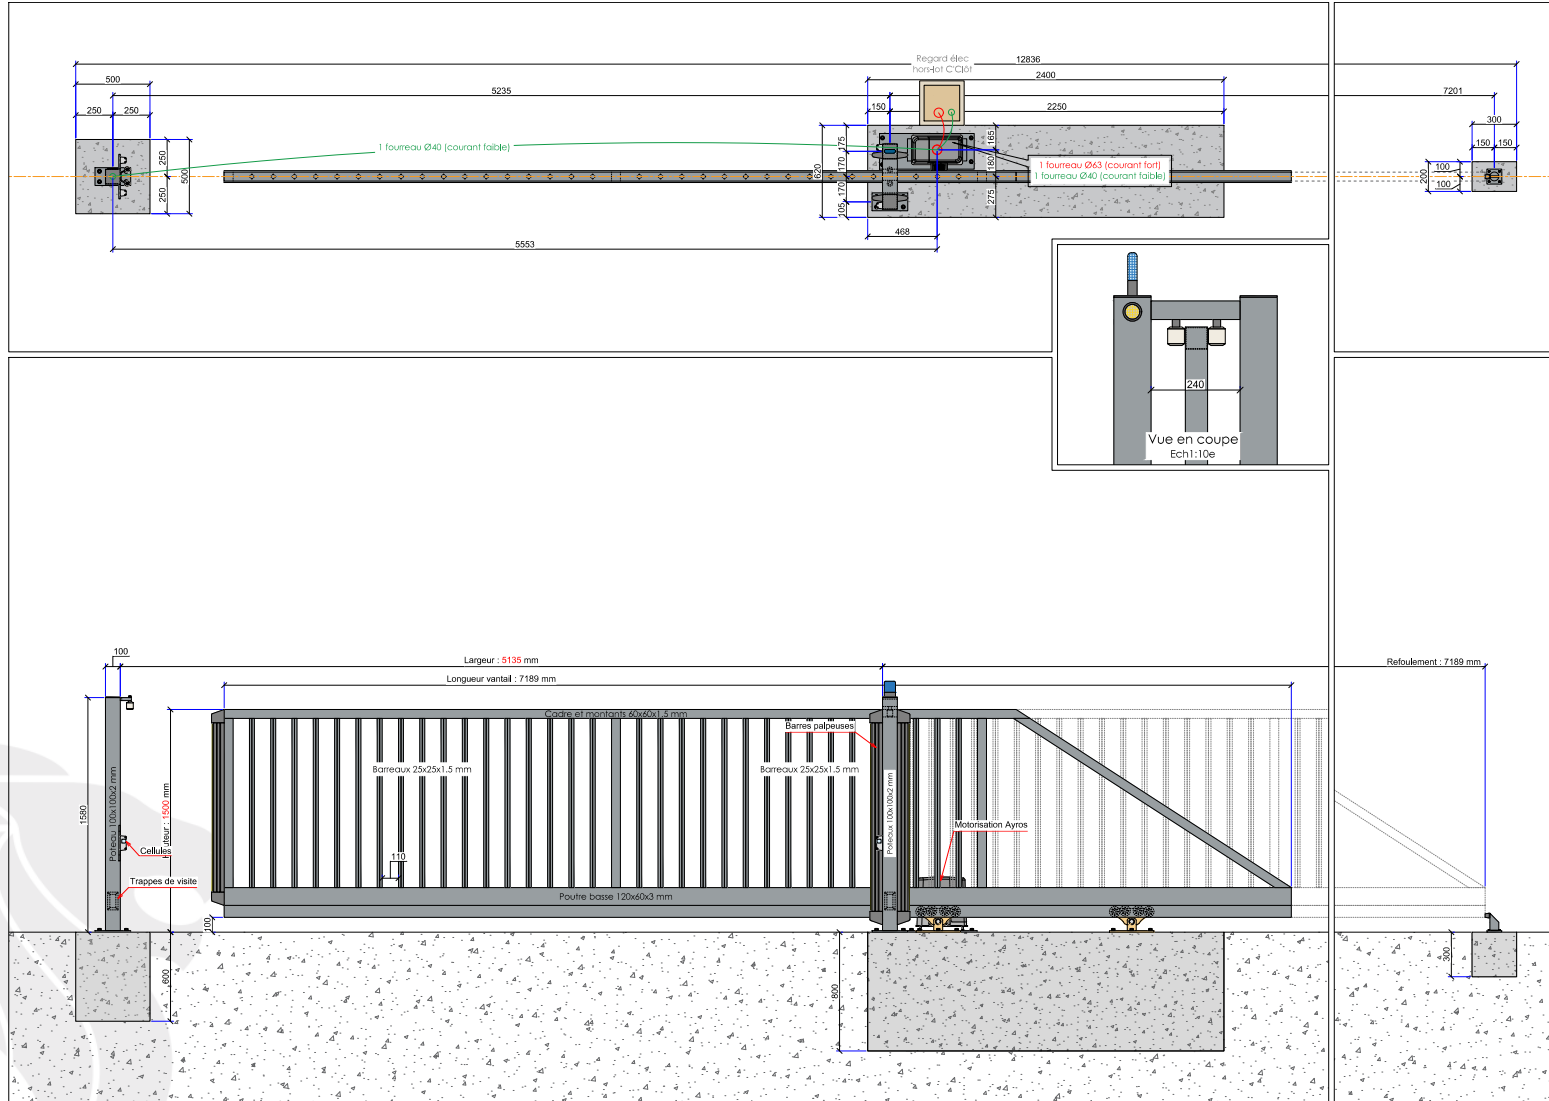 Regard élec
hors-lot C'Clôt
12836
500
2400
5235
7201
250
250
150
2250
300
1 fourreau Ø40 (courant faible)
250
500
250
620
175
170
170
105
165
180
275
1 fourreau Ø63 (courant fort)
1 fourreau Ø40 (courant faible)
150
150
200
100
100
468
5553
240
Vue en coupe
Ech1:10e
100
Largeur : 5135 mm
Refoulement : 7189 mm
Longueur vantail : 7189 mm
Cadre et montants 60x60x1.5 mm
Barres palpeuses
Barreaux 25x25x1.5 mm
Barreaux 25x25x1.5 mm
1580
Poteau 100x100x2 mm
Hauteur : 1500 mm
Poteaux 100x100x2 mm
Motorisation Ayros
Cellules
110
Trappes de visite
Poutre basse 120x60x3 mm
100
600
800
300